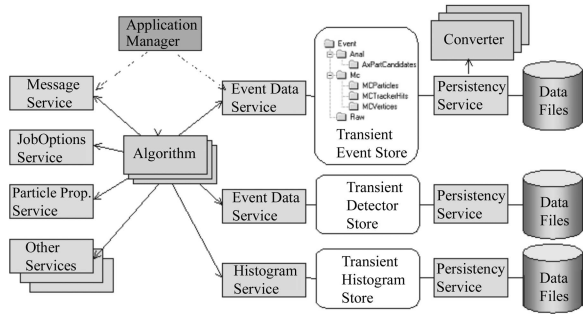 Application
Manager
Converter
Message
Service
Event Data
Service
Event
Anal
AxPartCandidates
Mc
MCParticles
MCTrackerHits
MCVertices
Raw
Transient
Event Store
Persistency
Service
Data
Files
JobOptions
Service
Algorithm
Particle Prop.
Service
Event Data
Service
Transient
Detector
Store
Persistency
Service
Data
Files
Other
Services
Histogram
Service
Transient
Histogram
Store
Persistency
Service
Data
Files